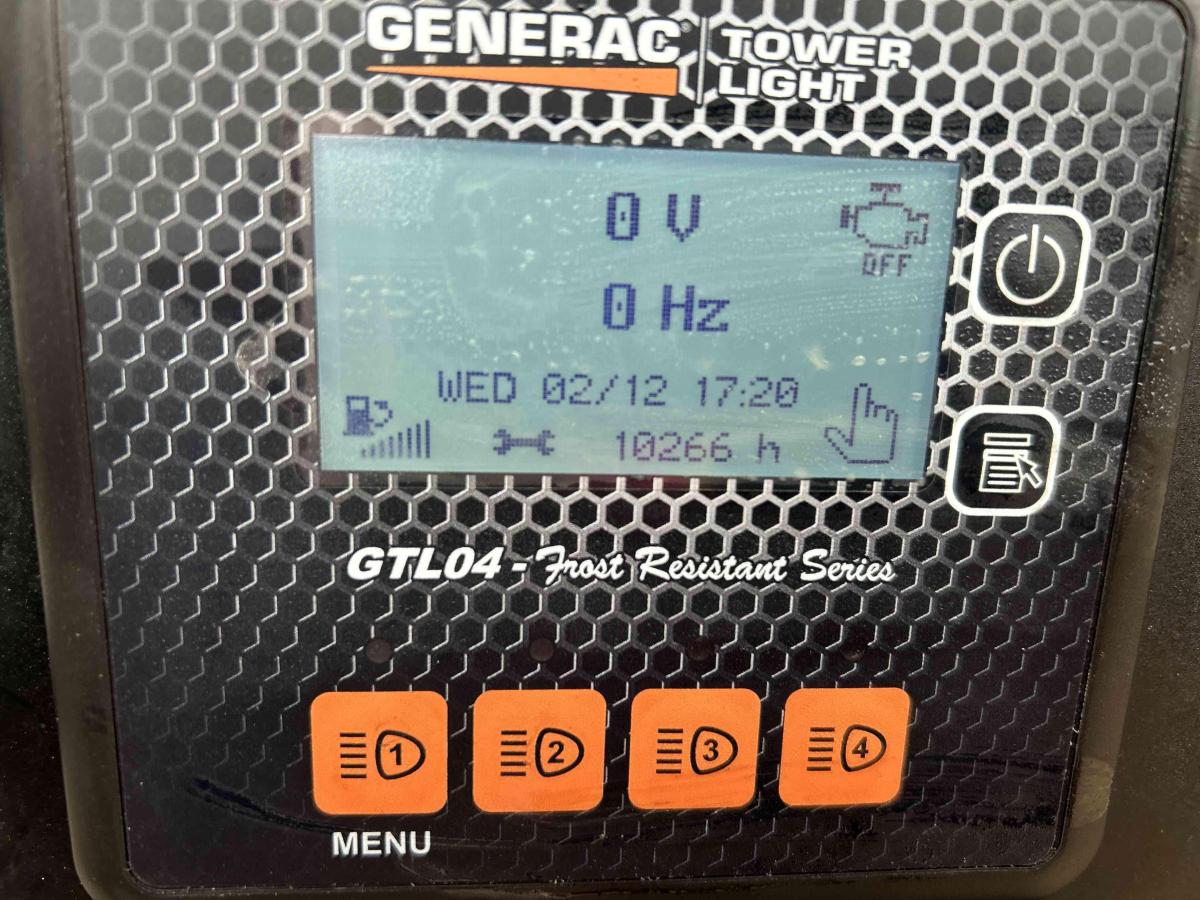 GENERAC®
TOWER
LIGHT
0 V
OFF
0 Hz
WED 02/12 17:20
10266 h
GTL04 - Frost Resistant Series
1
2
3
4
MENU